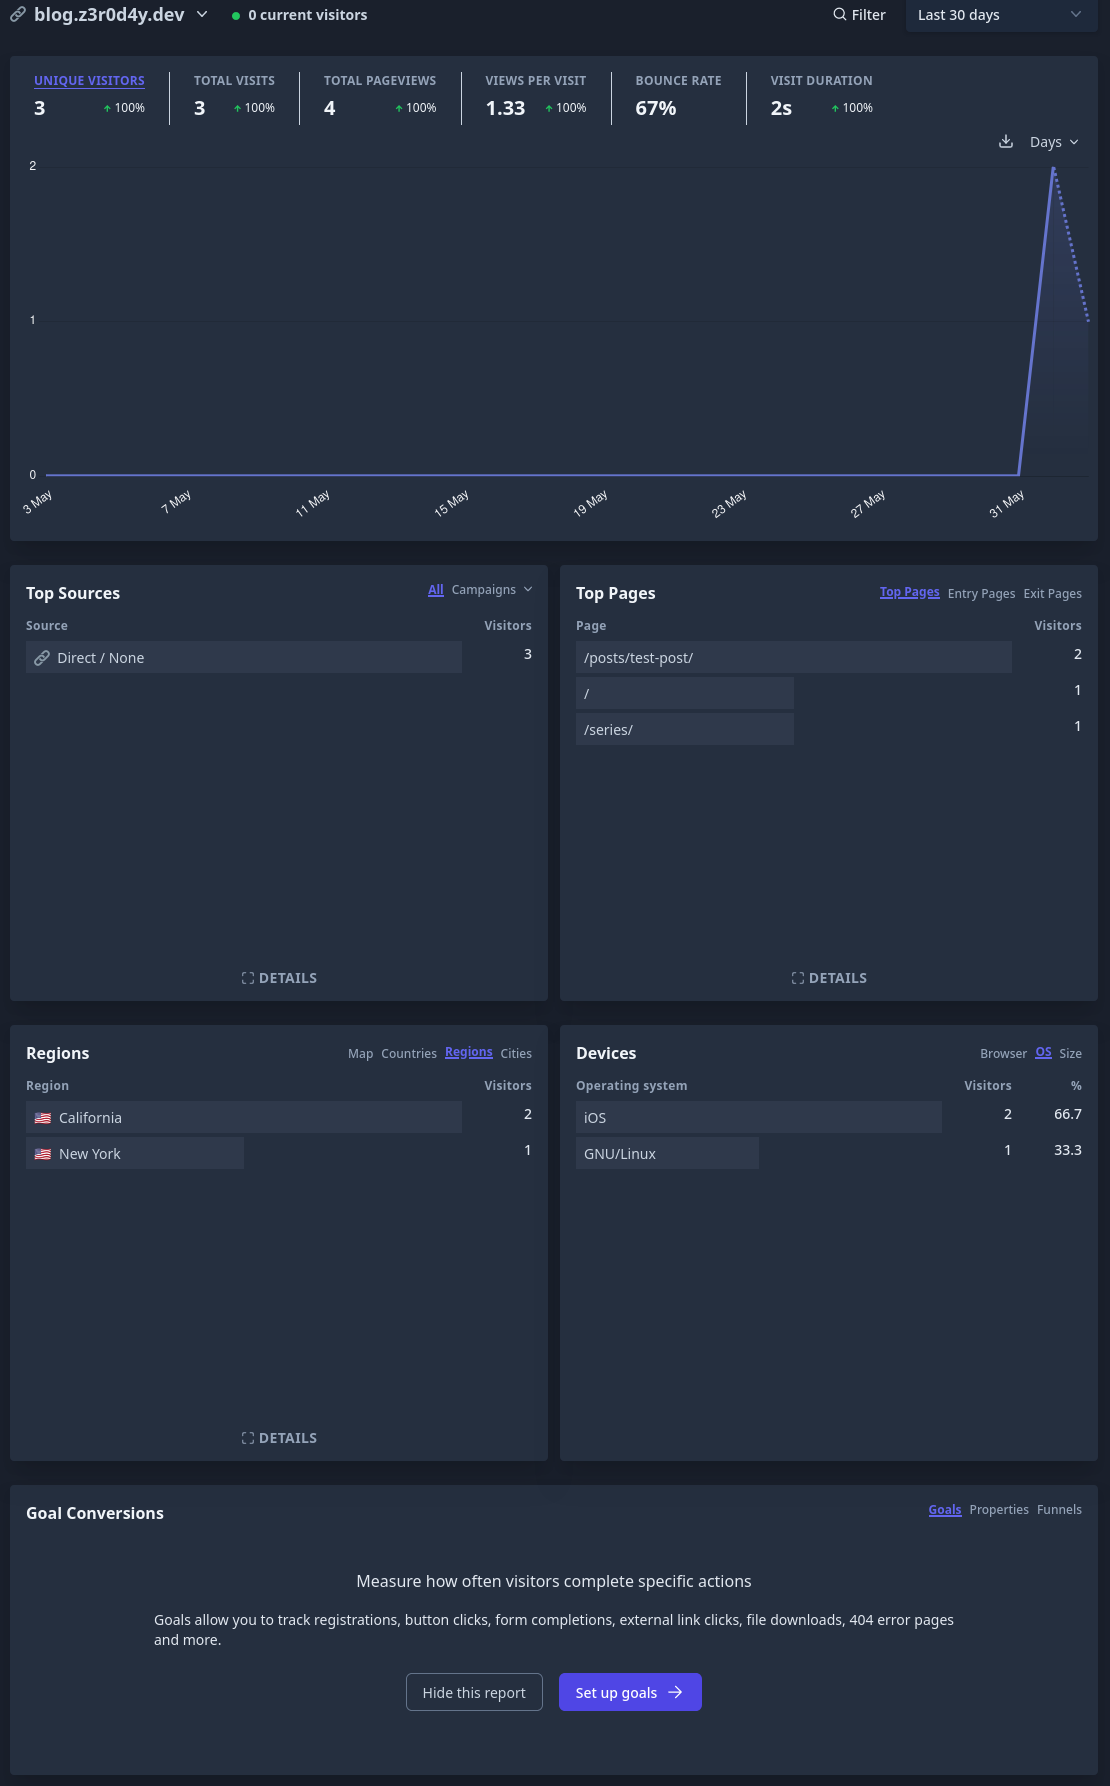 blog.z3r0d4y.dev 0 current visitors Filter Last 30 days
UNIQUE VISITORS TOTAL VISITS TOTAL PAGEVIEWS VIEWS PER VISIT BOUNCE RATE VISIT DURATION
3 100% 3 100% 4 100% 1.33 100% 67% 2s 100%
Days
2
1
0
3 May 7 May 11 May 15 May 19 May 23 May 27 May 31 May
Top Sources All Campaigns
Source Visitors
Direct / None 3
DETAILS
Top Pages Top Pages Entry Pages Exit Pages
Page Visitors
/posts/test-post/ 2
/ 1
/series/ 1
DETAILS
Regions Map Countries Regions Cities
Region Visitors
California 2
New York 1
DETAILS
Devices Browser OS Size
Operating system Visitors %
iOS 2 66.7
GNU/Linux 1 33.3
Goal Conversions Goals Properties Funnels
Measure how often visitors complete specific actions
Goals allow you to track registrations, button clicks, form completions, external link clicks, file downloads, 404 error pages
and more.
Hide this report Set up goals